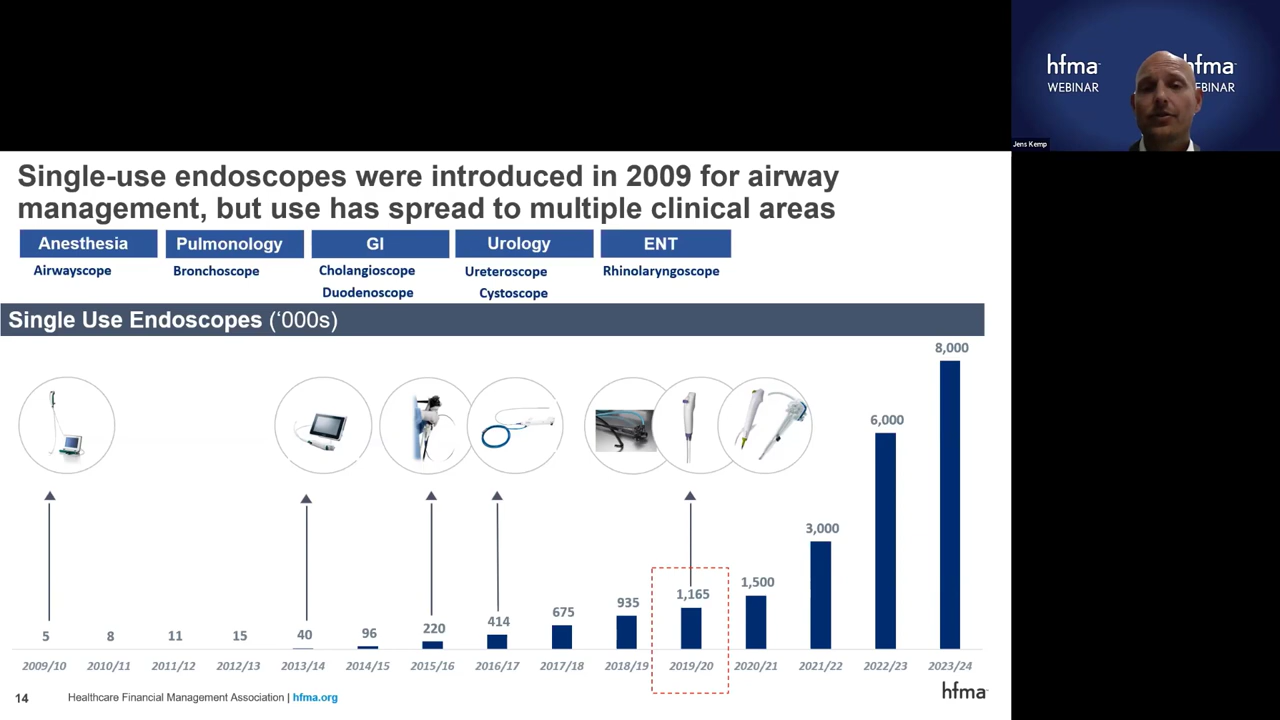 hfma
WEBINAR
hfma
EBINAR
Jens Kemp
Single-use endoscopes were introduced in 2009 for airway
management, but use has spread to multiple clinical areas
Anesthesia
Airwayscope
Pulmonology
Bronchoscope
GI
Cholangioscope
Duodenoscope
Urology
Ureteroscope
Cystoscope
ENT
Rhinolaryngoscope
Single Use Endoscopes (‘000s)
5
8
11
15
40
96
220
414
675
935
1,165
1,500
3,000
6,000
8,000
2009/10
2010/11
2011/12
2012/13
2013/14
2014/15
2015/16
2016/17
2017/18
2018/19
2019/20
2020/21
2021/22
2022/23
2023/24
14
Healthcare Financial Management Association | hfma.org
hfma